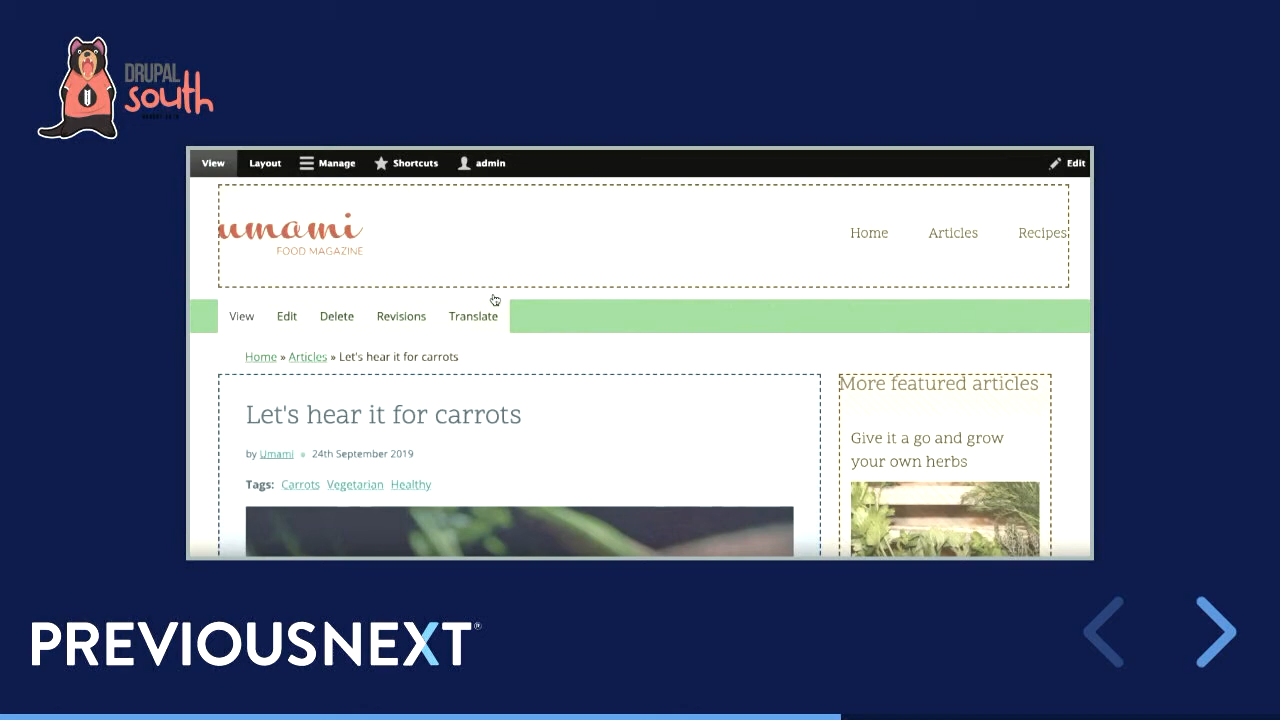 DRUPAL
south
View Layout Manage Shortcuts admin Edit
umami
FOOD MAGAZINE
Home Articles Recipes
View Edit Delete Revisions Translate
Home » Articles » Let's hear it for carrots
More featured articles
Let's hear it for carrots
by Umami 24th September 2019
Tags: Carrots Vegetarian Healthy
Give it a go and grow
your own herbs
PREVIOUSNEXT®